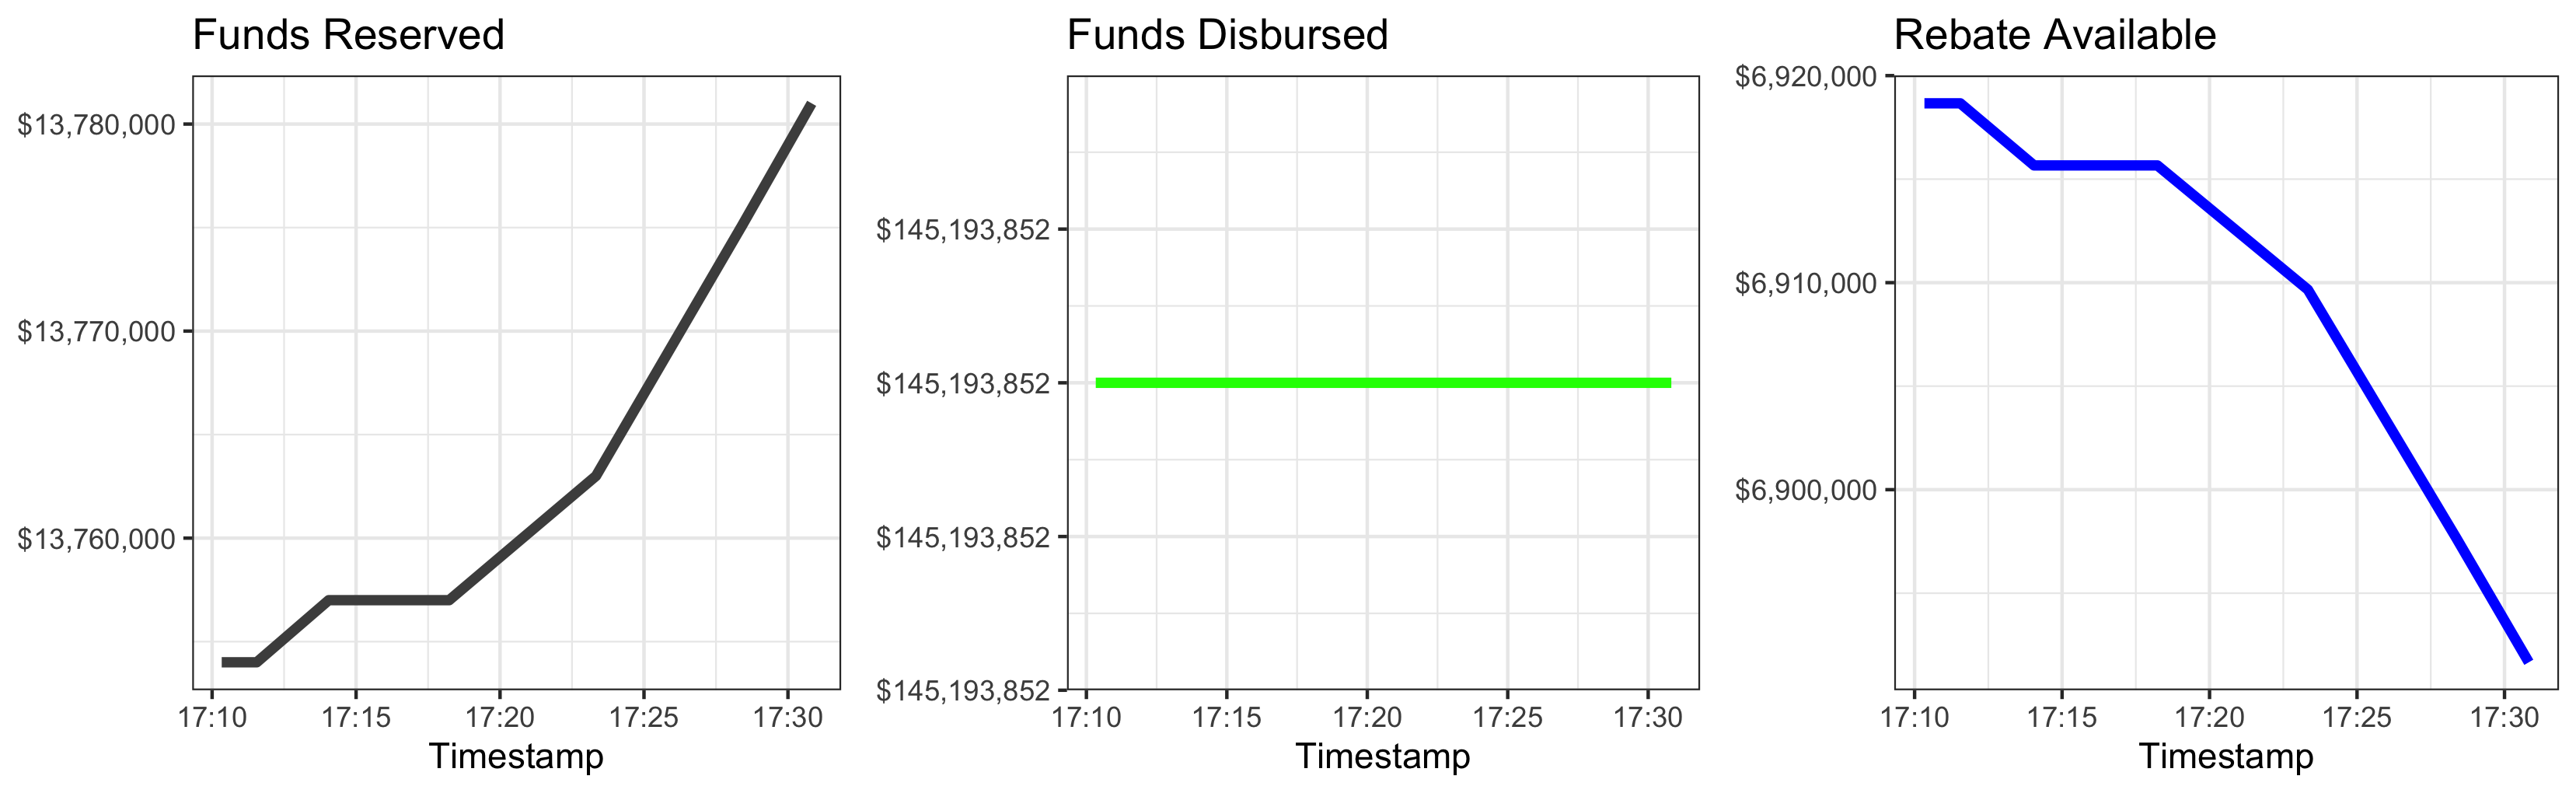 Funds Reserved
$13,780,000
$13,770,000
$13,760,000
17:10 17:15 17:20 17:25 17:30
Timestamp
Funds Disbursed
$145,193,852
$145,193,852
$145,193,852
$145,193,852
17:10 17:15 17:20 17:25 17:30
Timestamp
Rebate Available
$6,920,000
$6,910,000
$6,900,000
17:10 17:15 17:20 17:25 17:30
Timestamp